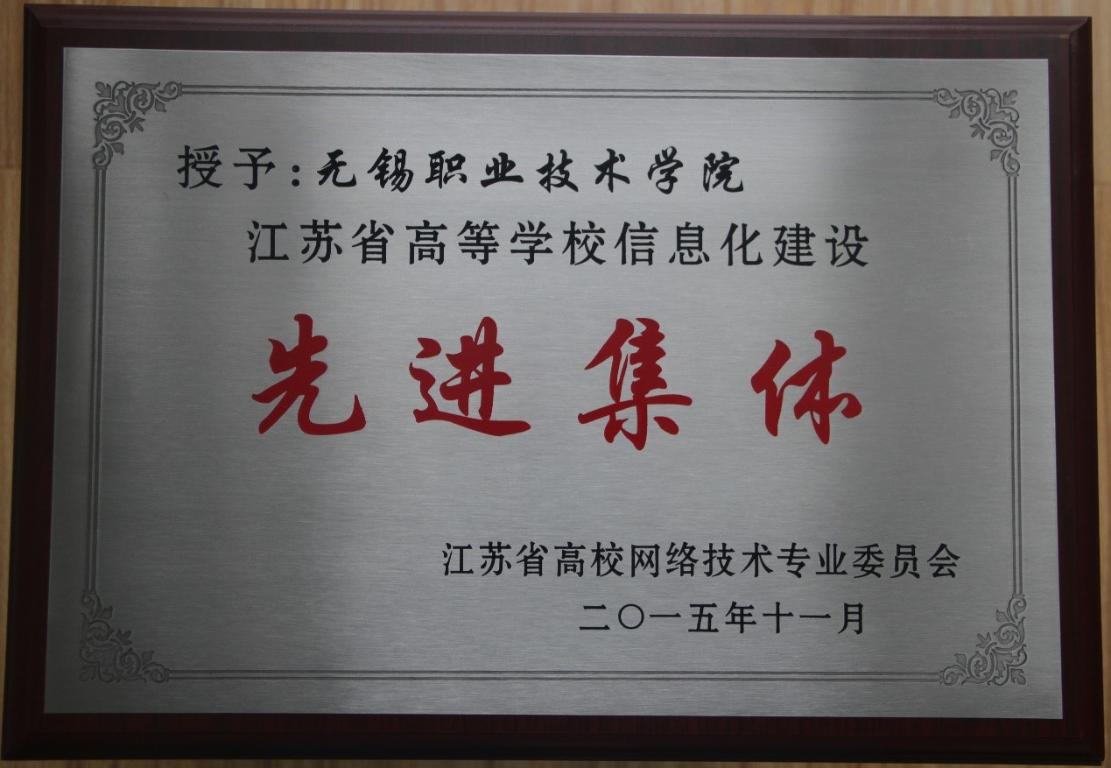 授予:无锡职业技术学院
江苏省高等学校信息化建设
先进集体
江苏省高校网络技术专业委员会
二〇一五年十一月